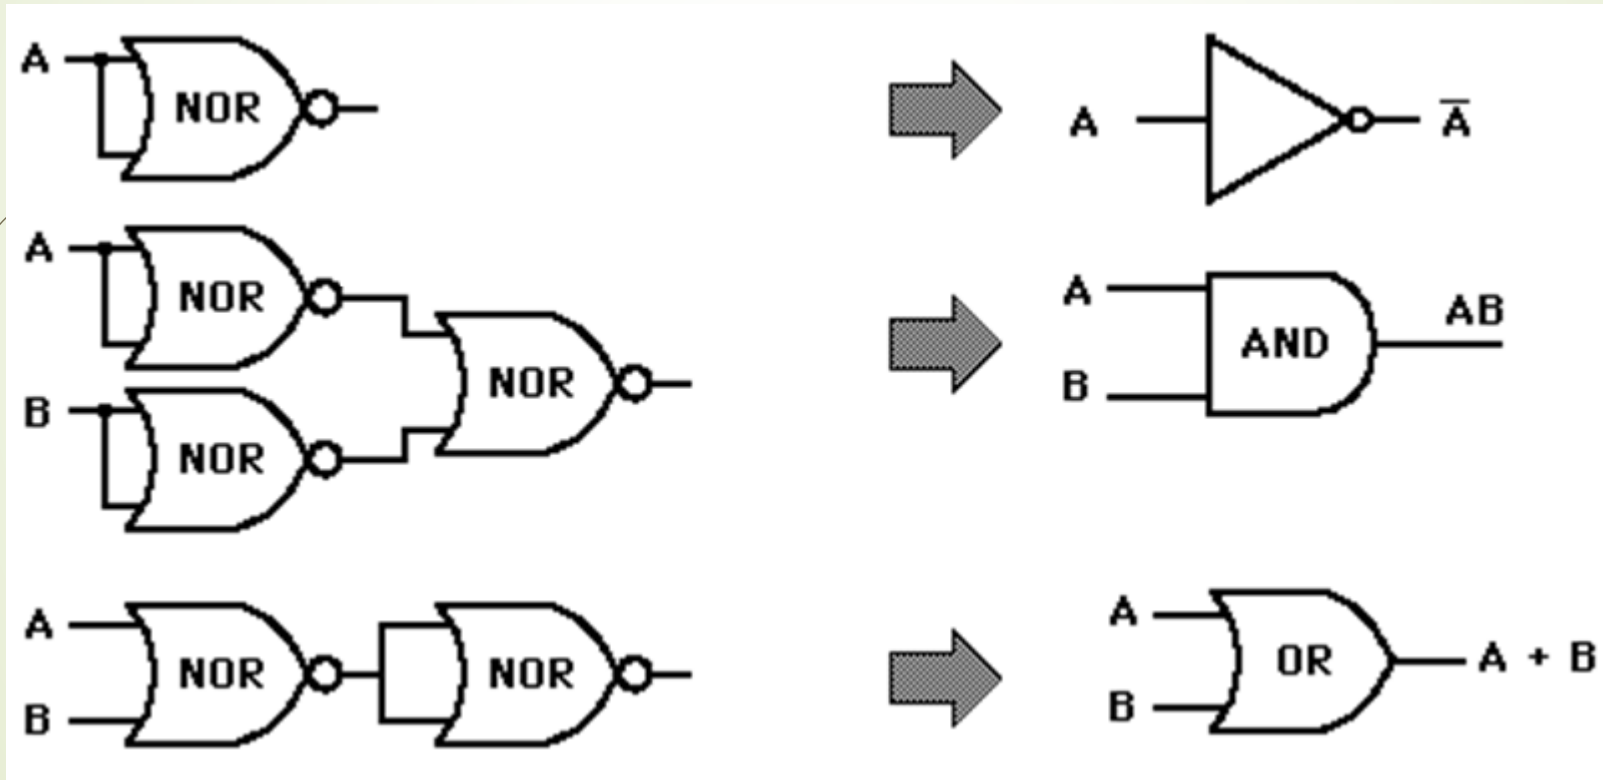 A NOR A A̅
A NOR
NOR
B NOR
A AND AB
B
A NOR NOR
B
A OR A + B
B